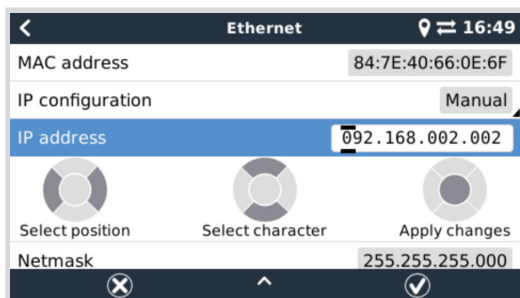 Ethernet 16:49
MAC address 84:7E:40:66:0E:6F
IP configuration Manual
IP address 092.168.002.002
Select position Select character Apply changes
Netmask 255.255.255.000